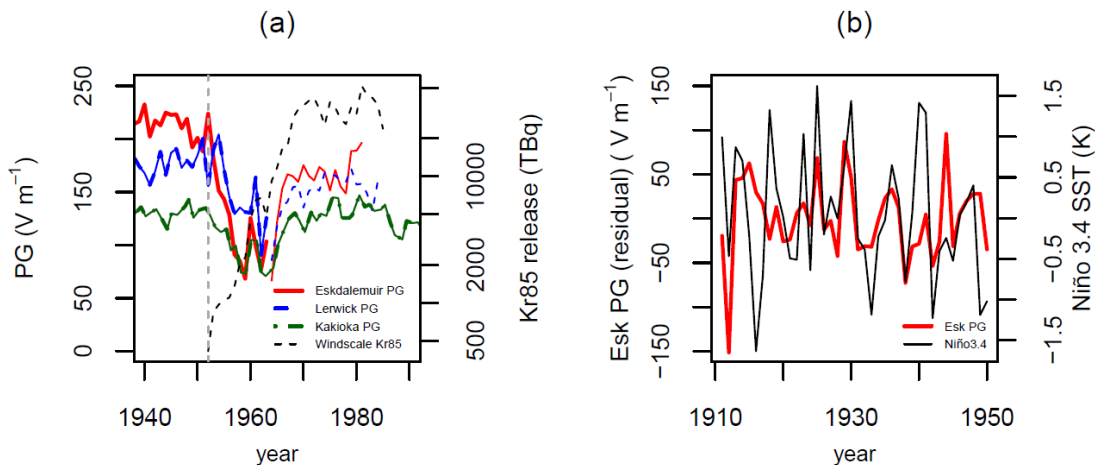 (a)
PG (V m⁻¹)
250
150
50
0
10000
2000
500
Kr85 release (TBq)
Eskdalemuir PG
Lerwick PG
Kakioka PG
Windscale Kr85
1940 1960 1980
year
(b)
Esk PG (residual) ( V m⁻¹)
150
50
−50
−150
1.5
0.5
−0.5
−1.5
Niño 3.4 SST (K)
Esk PG
Niño3.4
1910 1930 1950
year